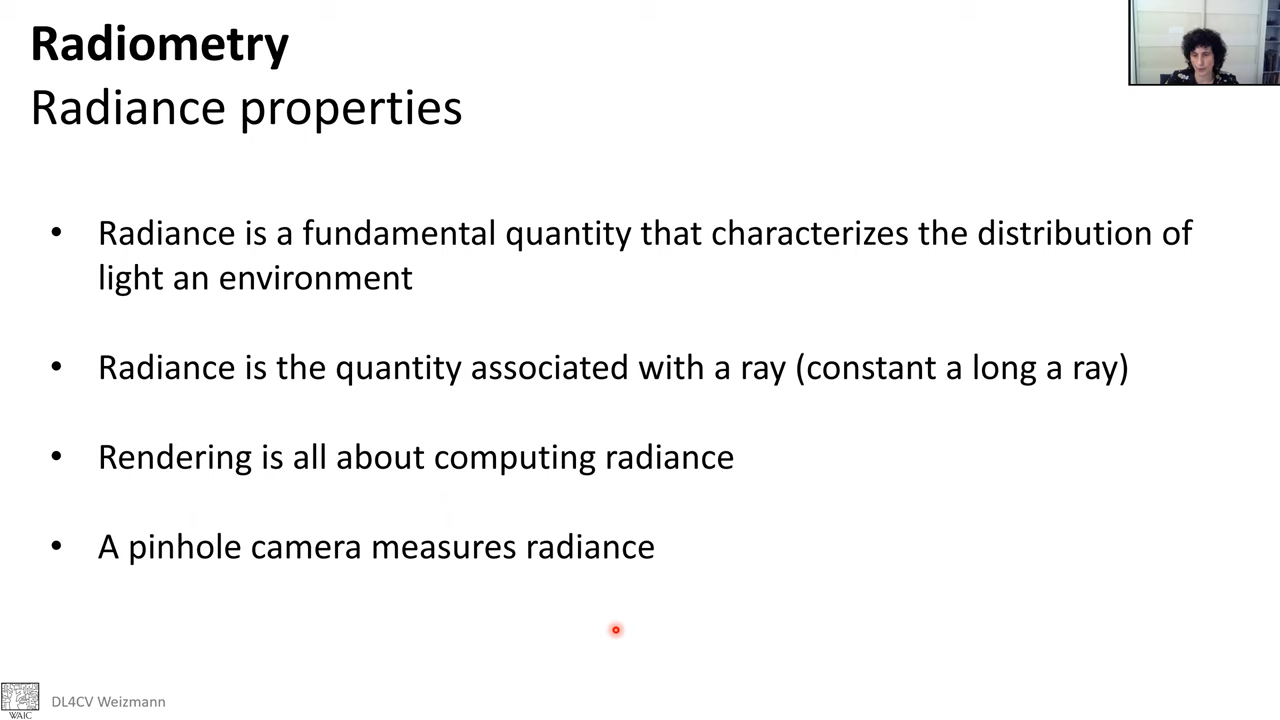 Radiometry
Radiance properties
• Radiance is a fundamental quantity that characterizes the distribution of
light an environment
• Radiance is the quantity associated with a ray (constant a long a ray)
• Rendering is all about computing radiance
• A pinhole camera measures radiance
DL4CV Weizmann
WAIC